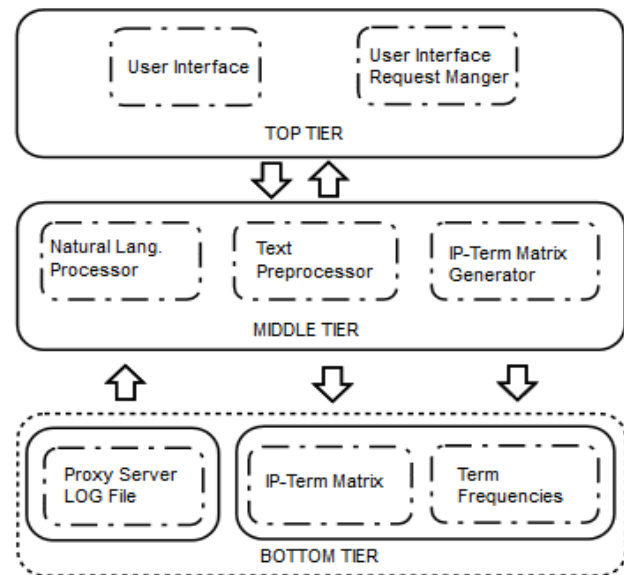 User Interface
User Interface
Request Manger
TOP TIER
Natural Lang.
Processor
Text
Preprocessor
IP-Term Matrix
Generator
MIDDLE TIER
Proxy Server
LOG File
IP-Term Matrix
Term
Frequencies
BOTTOM TIER